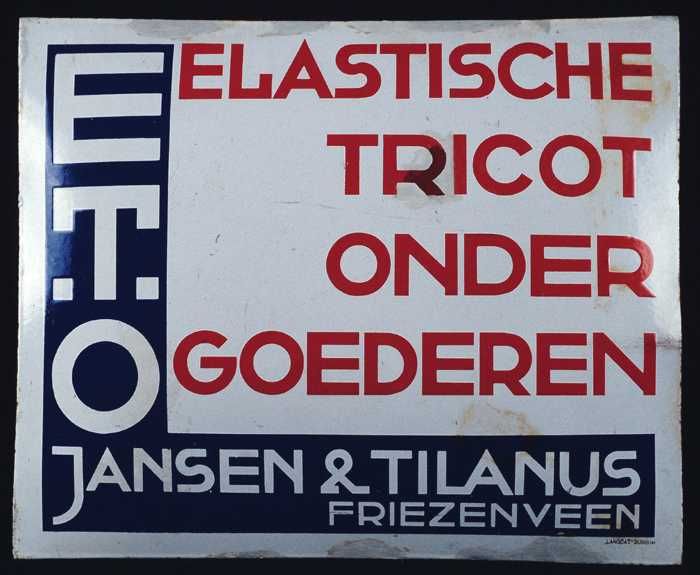 E.T.O
ELASTISCHE
TRICOT
ONDER
GOEDEREN
JANSEN & TILANUS
FRIEZENVEEN